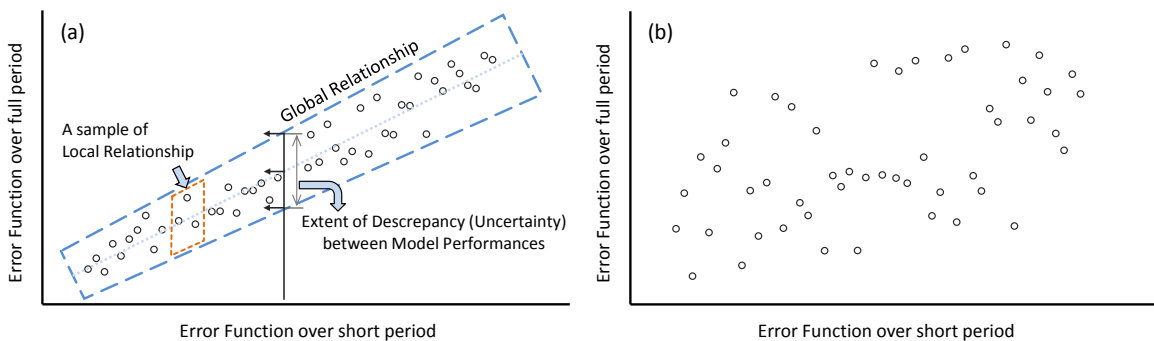 (a)
Global Relationship
A sample of
Local Relationship
Extent of Descrepancy (Uncertainty)
between Model Performances
Error Function over full period
Error Function over short period
(b)
Error Function over full period
Error Function over short period